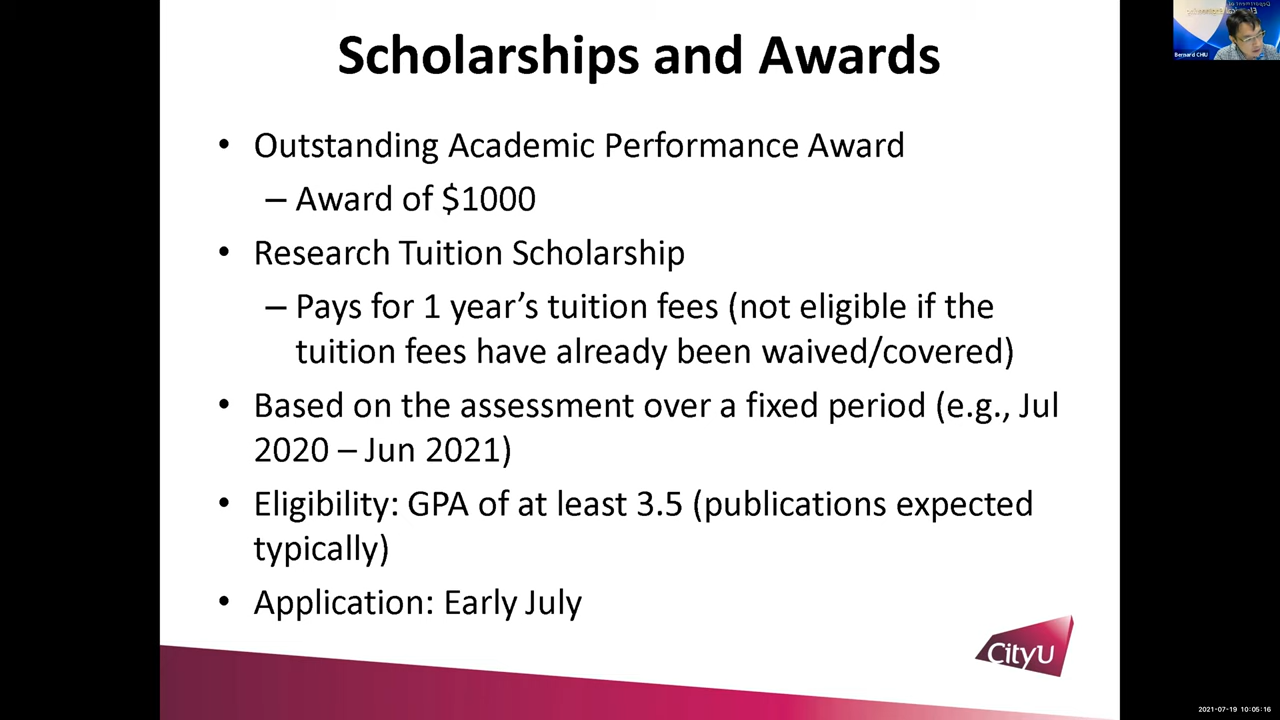 Scholarships and Awards
• Outstanding Academic Performance Award
– Award of $1000
• Research Tuition Scholarship
– Pays for 1 year’s tuition fees (not eligible if the
tuition fees have already been waived/covered)
• Based on the assessment over a fixed period (e.g., Jul
2020 – Jun 2021)
• Eligibility: GPA of at least 3.5 (publications expected
typically)
• Application: Early July
CityU
Bernard CHIU
2021-07-19 10:05:16